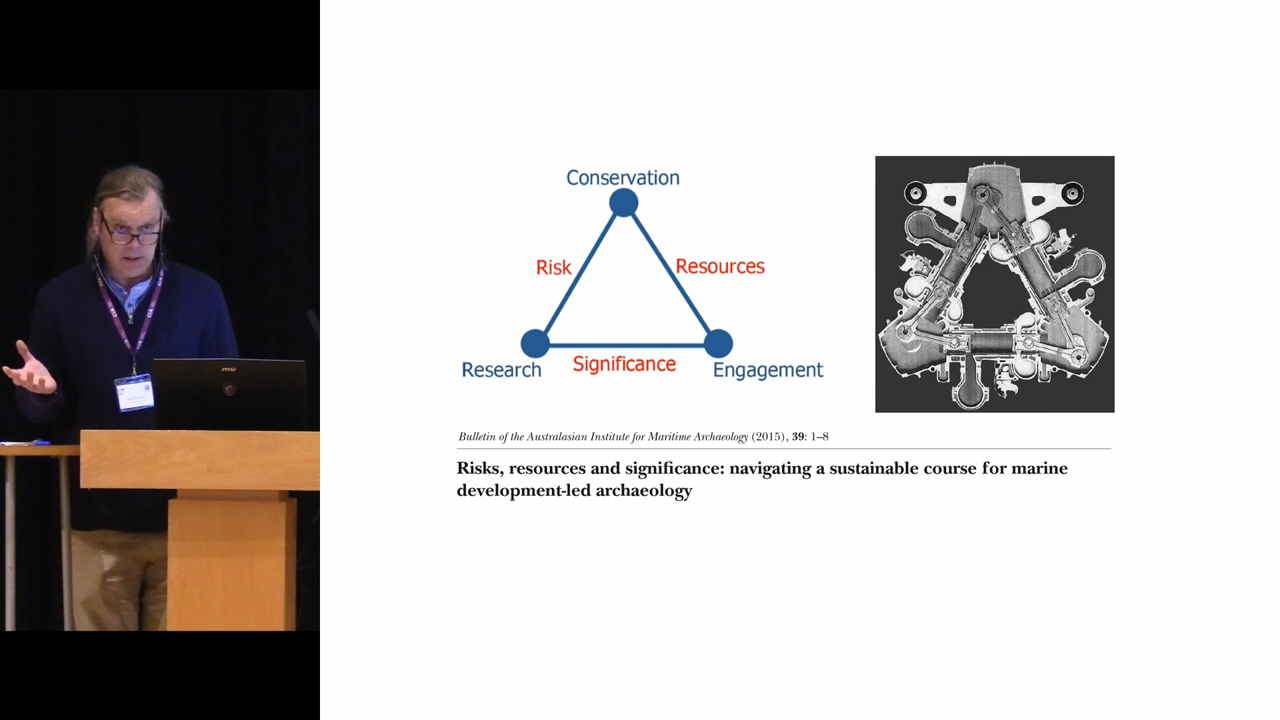 Conservation
Risk
Resources
Research
Significance
Engagement
Bulletin of the Australasian Institute for Maritime Archaeology (2015), 39: 1–8
Risks, resources and significance: navigating a sustainable course for marine
development-led archaeology
msi